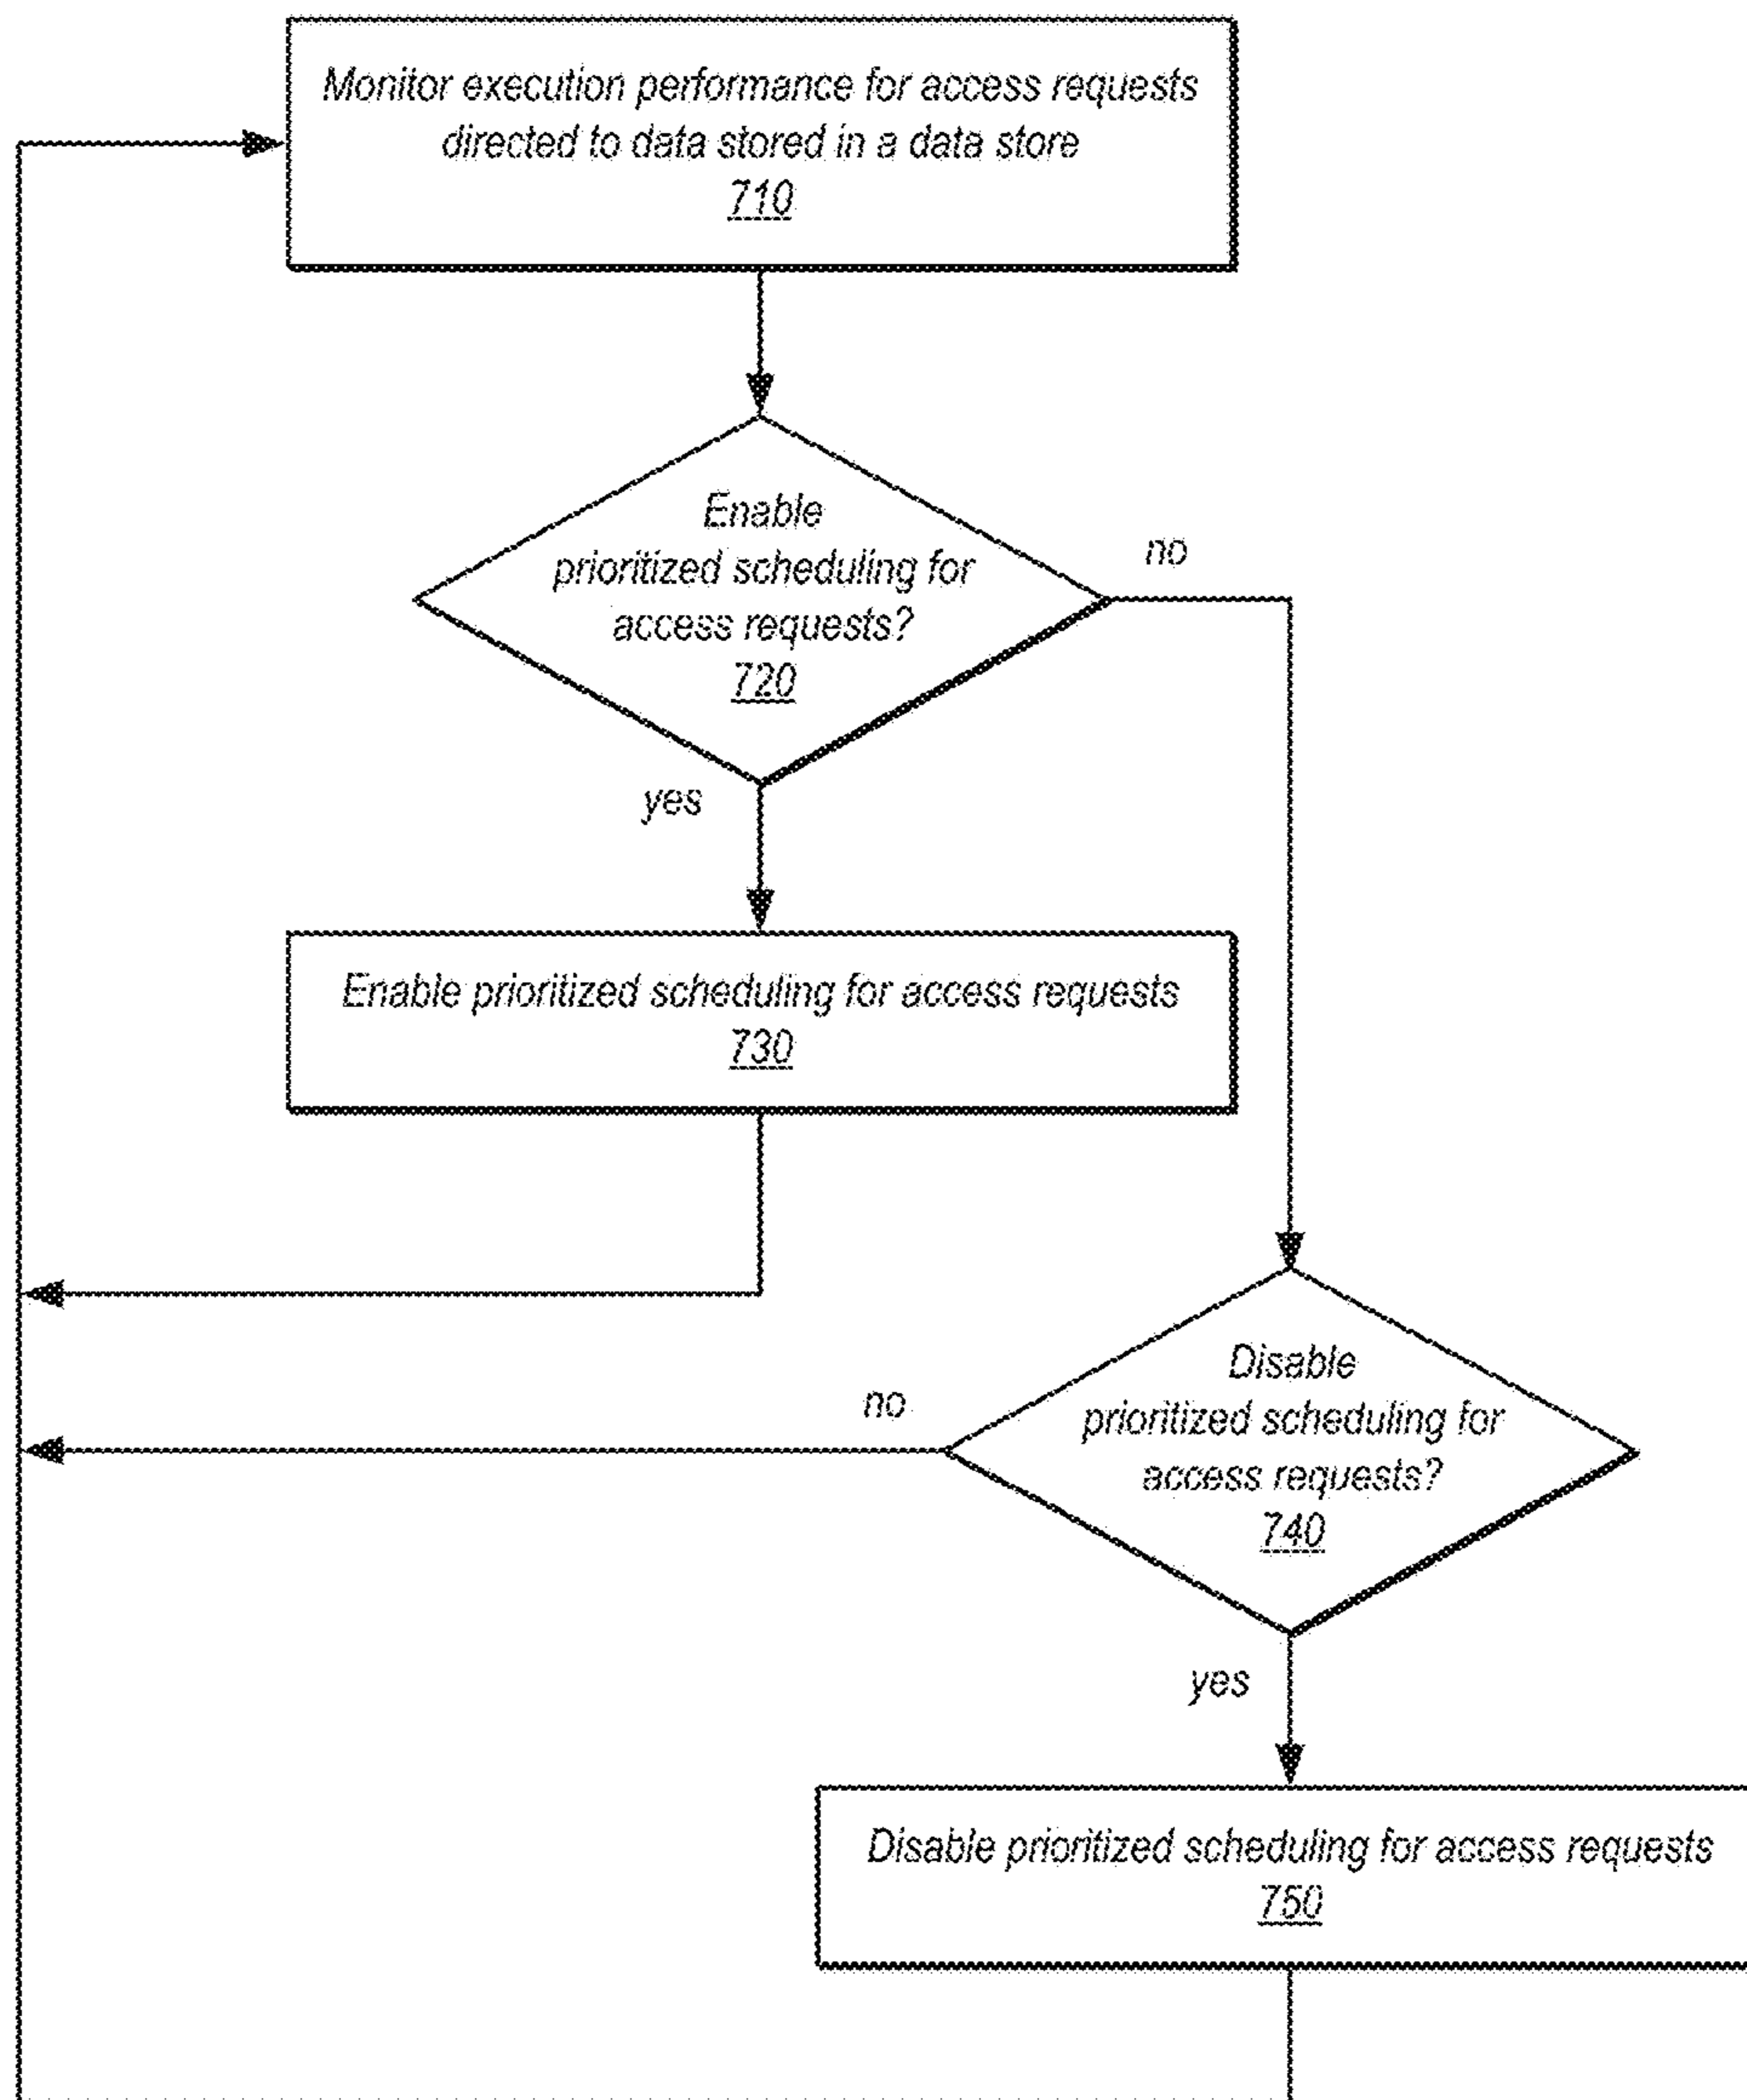 Monitor execution performance for access requests
directed to data stored in a data store
710
Enable
prioritized scheduling for
access requests?
720
no
yes
Enable prioritized scheduling for access requests
730
Disable
prioritized scheduling for
access requests?
740
no
yes
Disable prioritized scheduling for access requests
750